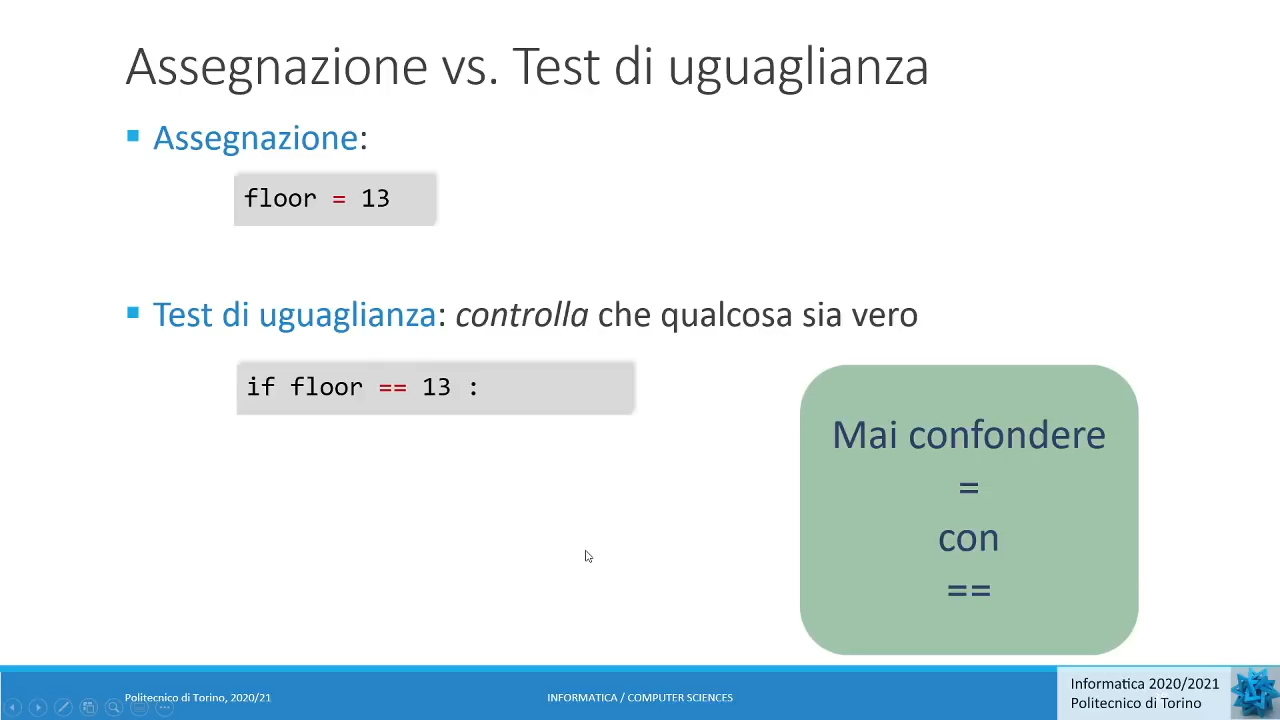 Assegnazione vs. Test di uguaglianza
Assegnazione:
floor = 13
Test di uguaglianza: controlla che qualcosa sia vero
if floor == 13 :
Mai confondere
=
con
==
Politecnico di Torino, 2020/21
INFORMATICA / COMPUTER SCIENCES
Informatica 2020/2021
Politecnico di Torino